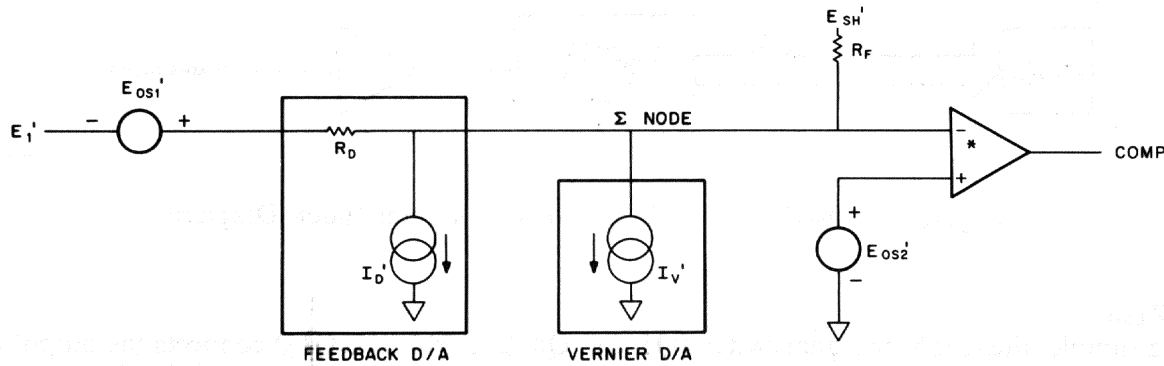 E_SH'
R_F
E_OS1'
E_1'
−
+
Σ NODE
R_D
−
*
COMP
+
+
I_D'
I_V'
E_OS2'
−
FEEDBACK D/A
VERNIER D/A